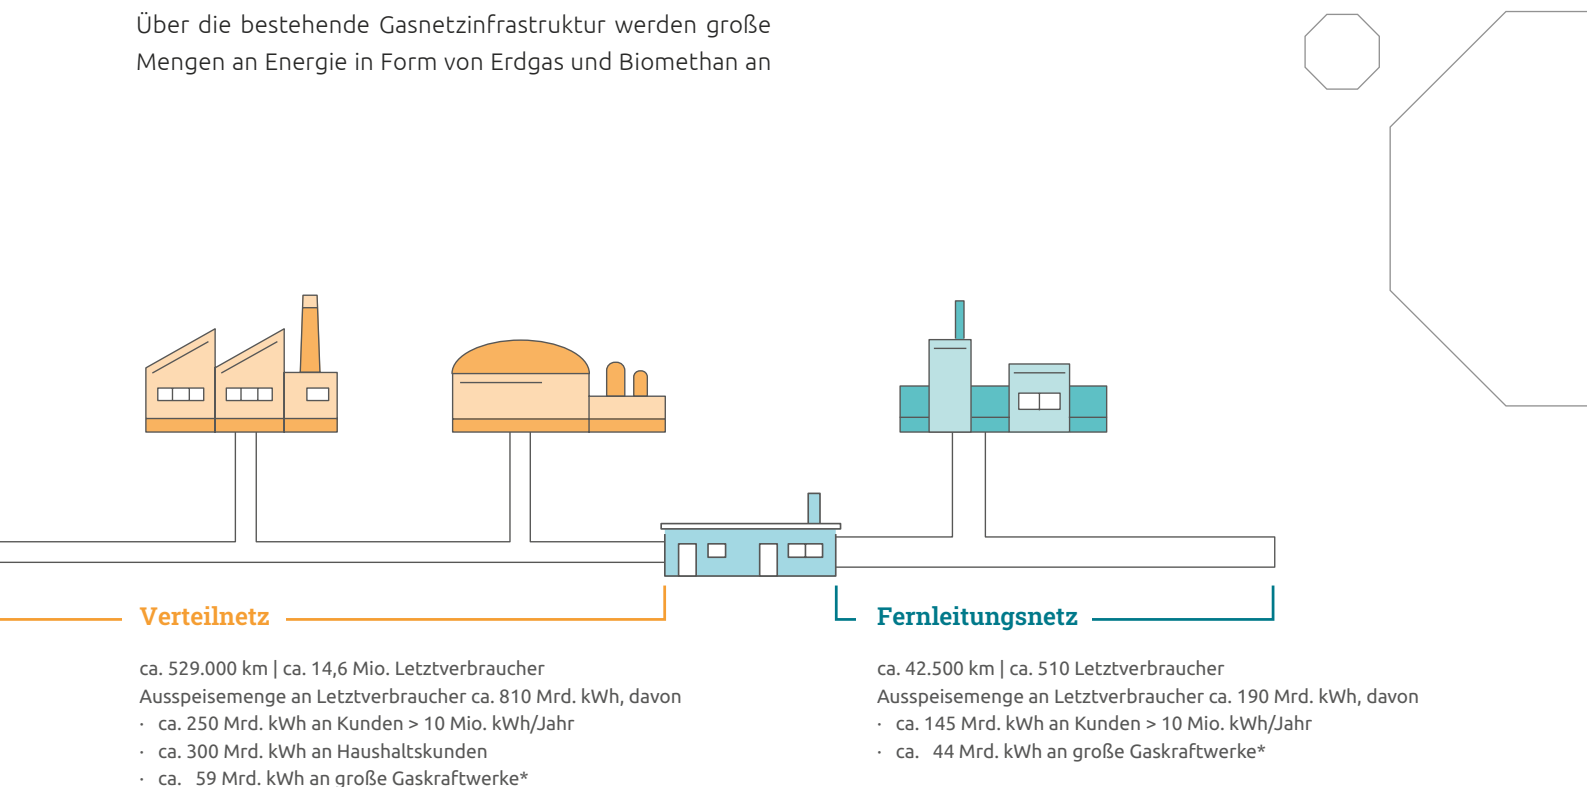 Über die bestehende Gasnetzinfrastruktur werden große
Mengen an Energie in Form von Erdgas und Biomethan an
Verteilnetz
ca. 529.000 km | ca. 14,6 Mio. Letztverbraucher
Ausspeisemenge an Letztverbraucher ca. 810 Mrd. kWh, davon
· ca. 250 Mrd. kWh an Kunden > 10 Mio. kWh/Jahr
· ca. 300 Mrd. kWh an Haushaltskunden
· ca. 59 Mrd. kWh an große Gaskraftwerke*
Fernleitungsnetz
ca. 42.500 km | ca. 510 Letztverbraucher
Ausspeisemenge an Letztverbraucher ca. 190 Mrd. kWh, davon
· ca. 145 Mrd. kWh an Kunden > 10 Mio. kWh/Jahr
· ca. 44 Mrd. kWh an große Gaskraftwerke*